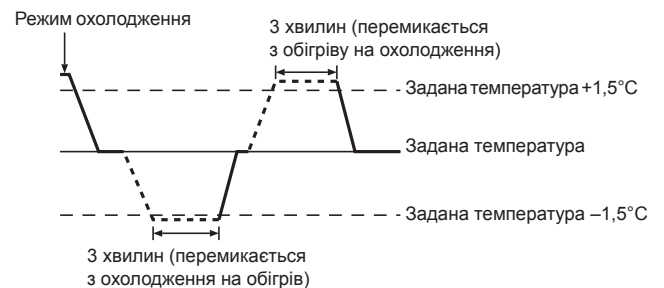 Режим охолодження
3 хвилин (перемикається
з обігріву на охолодження)
Задана температура +1,5°C
Задана температура
Задана температура –1,5°C
3 хвилин (перемикається
з охолодження на обігрів)